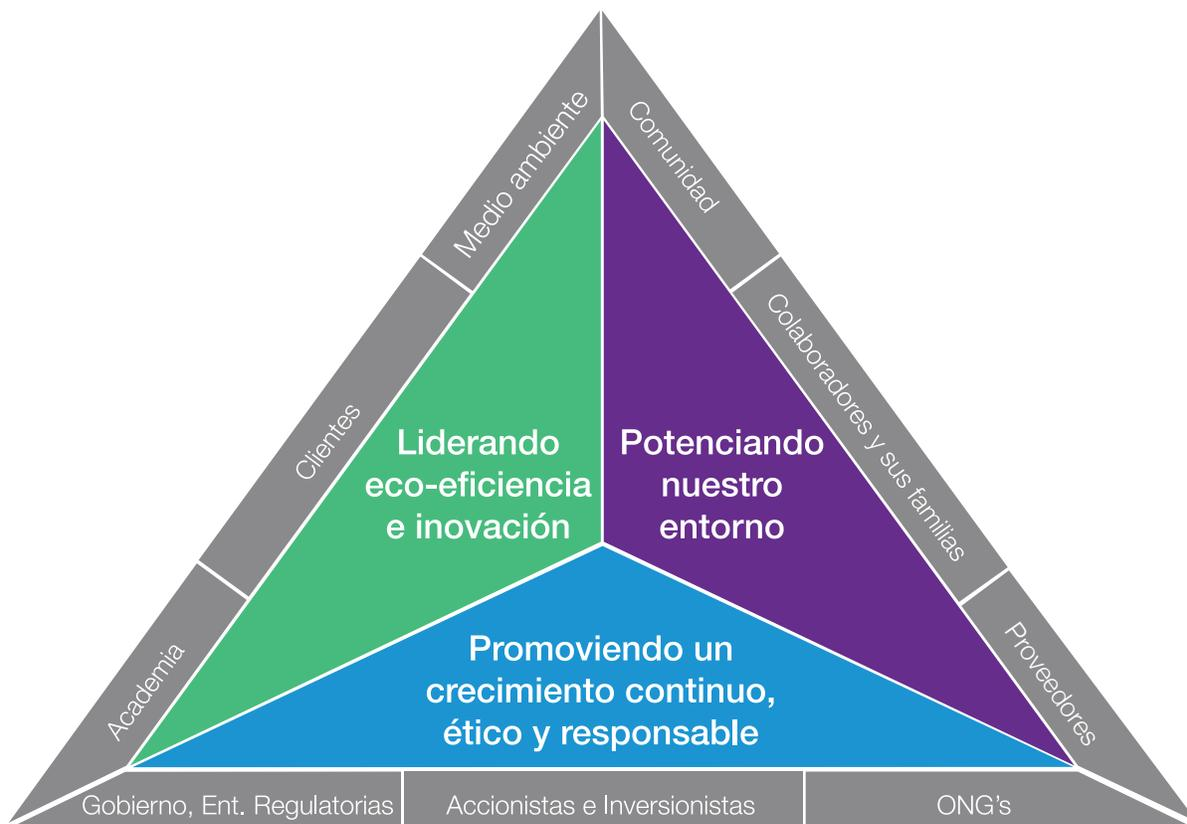 Medio ambiente
Clientes
Academia
Comunidad
Colaboradores y sus familias
Proveedores
Liderando
eco-eficiencia
e inovación
Potenciando
nuestro
entorno
Promoviendo un
crecimiento continuo,
ético y responsable
Gobierno, Ent. Regulatorias
Accionistas e Inversionistas
ONG's